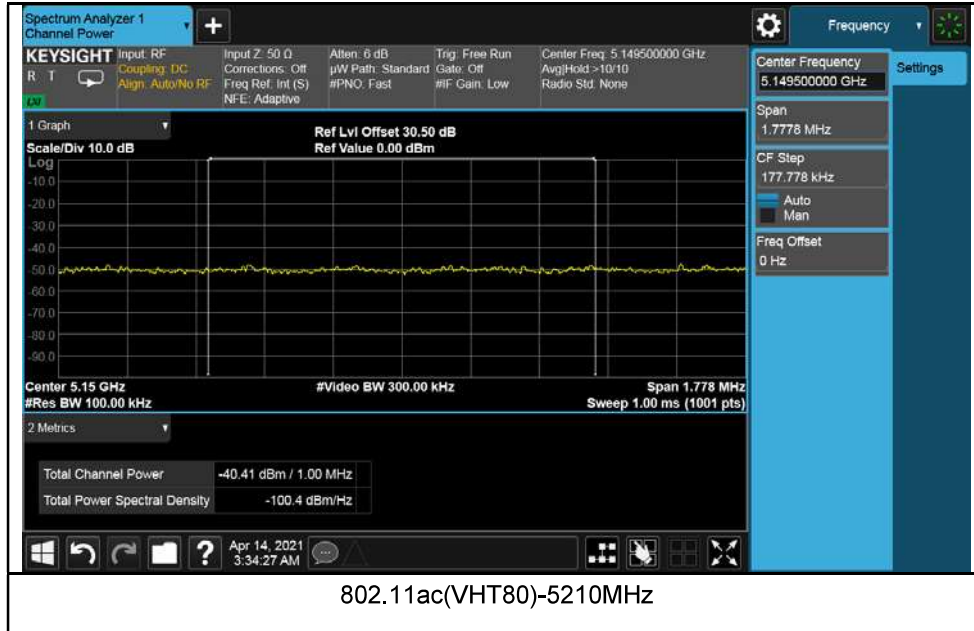 Spectrum Analyzer 1
Channel Power
+
Frequency
KEYSIGHT
R T
Input: RF
Coupling: DC
Align: Auto/No RF
Input Z: 50 Ω
Corrections: Off
Freq Ref: Int (S)
NFE: Adaptive
Atten: 6 dB
µW Path: Standard
#PNO: Fast
Trig: Free Run
Gate: Off
#IF Gain: Low
Center Freq: 5.149500000 GHz
Avg|Hold >10/10
Radio Std: None
Center Frequency
5.149500000 GHz
Settings
Span
1.7778 MHz
CF Step
177.778 kHz
Auto
Man
Freq Offset
0 Hz
1 Graph
Scale/Div 10.0 dB
Ref Lvl Offset 30.50 dB
Ref Value 0.00 dBm
Log
-10.0
-20.0
-30.0
-40.0
-50.0
-60.0
-70.0
-80.0
-90.0
Center 5.15 GHz
#Video BW 300.00 kHz
Span 1.778 MHz
#Res BW 100.00 kHz
Sweep 1.00 ms (1001 pts)
2 Metrics
Total Channel Power -40.41 dBm / 1.00 MHz
Total Power Spectral Density -100.4 dBm/Hz
?
Apr 14, 2021
3:34:27 AM
802.11ac(VHT80)-5210MHz